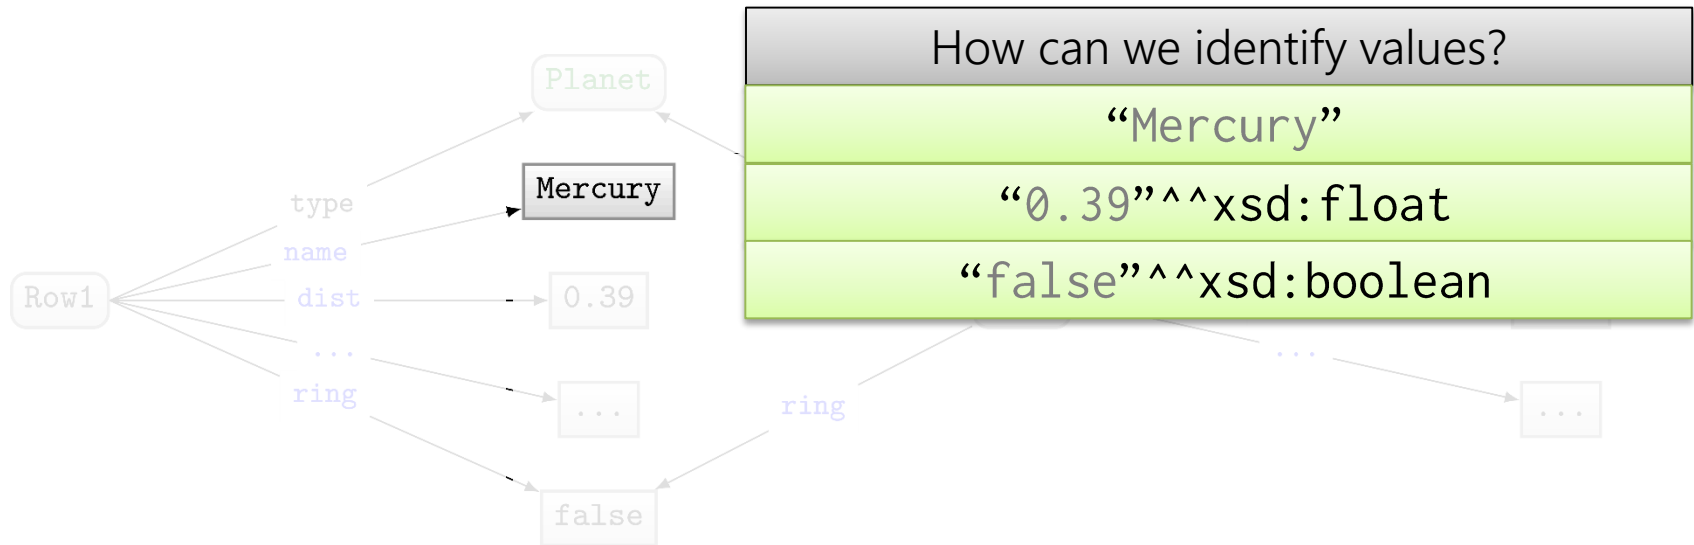 How can we identify values?
“Mercury”
“0.39”^^xsd:float
“false”^^xsd:boolean
Planet
Mercury
type
name
Row1
dist
0.39
...
...
ring
...
ring
...
false